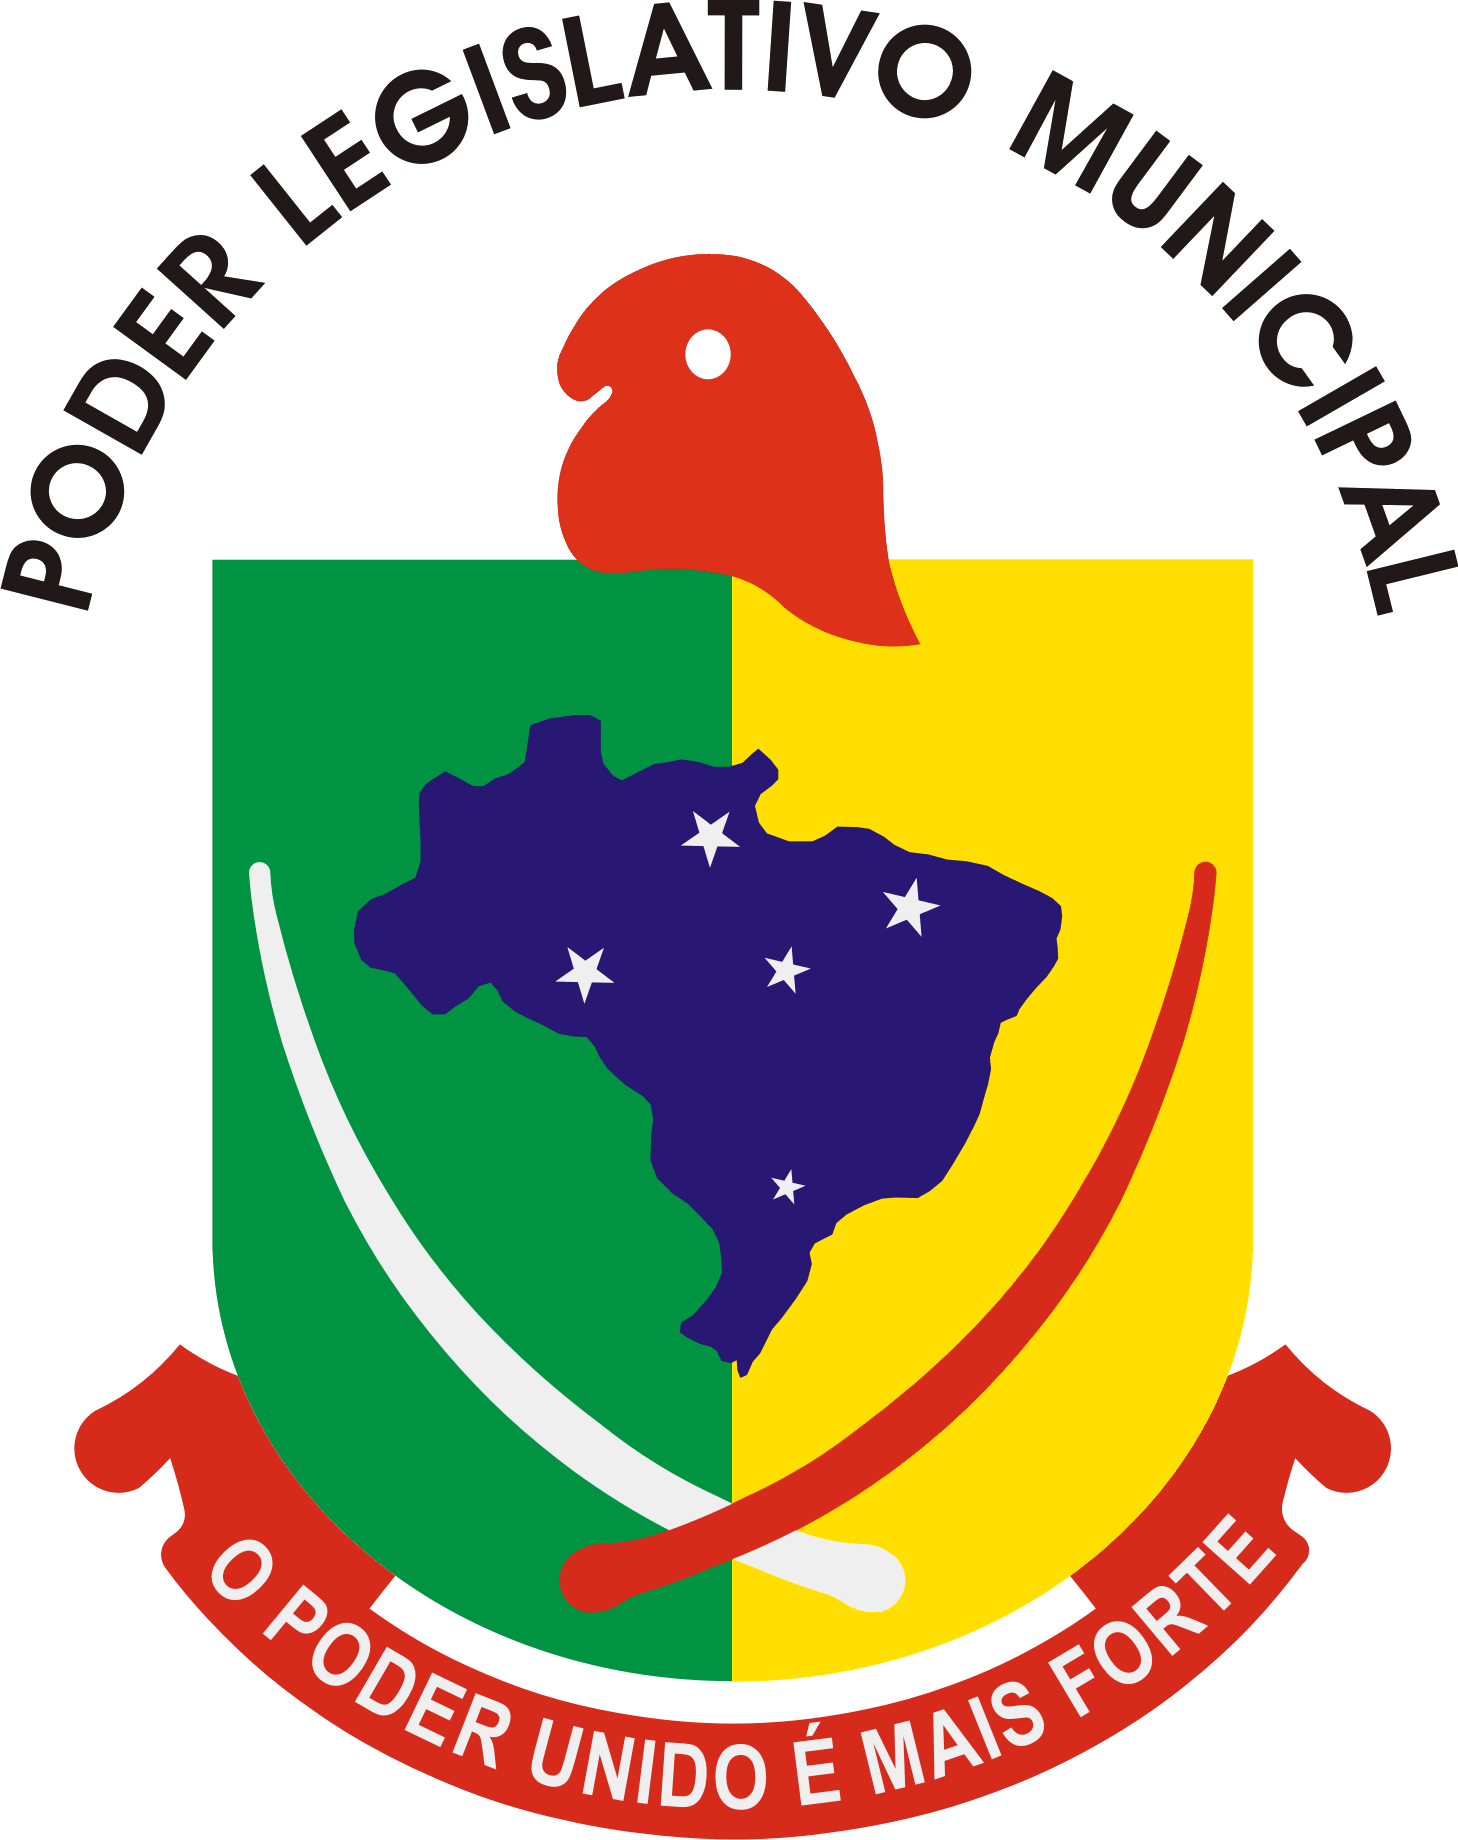 PODER LEGISLATIVO MUNICIPAL
O PODER UNIDO É MAIS FORTE